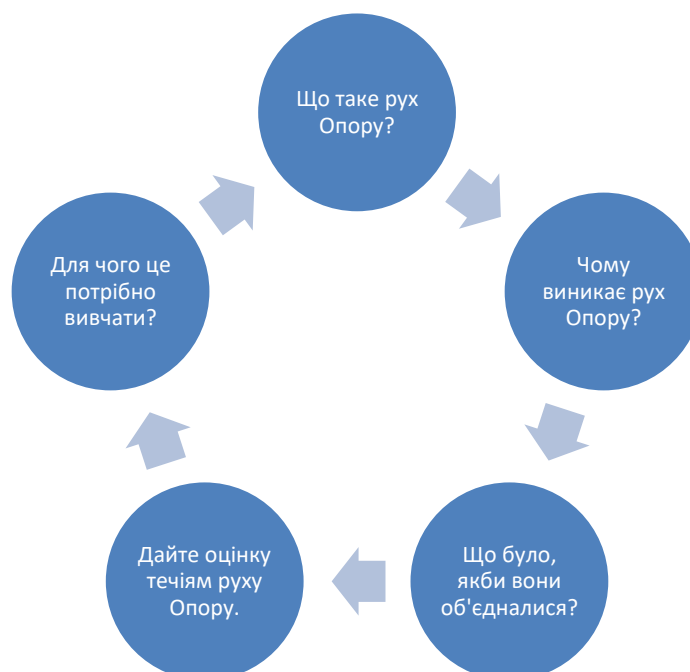 Що таке рух
Опору?
Чому
виникає рух
Опору?
Що було,
якби вони
об'єдналися?
Дайте оцінку
течіям руху
Опору.
Для чого це
потрібно
вивчати?